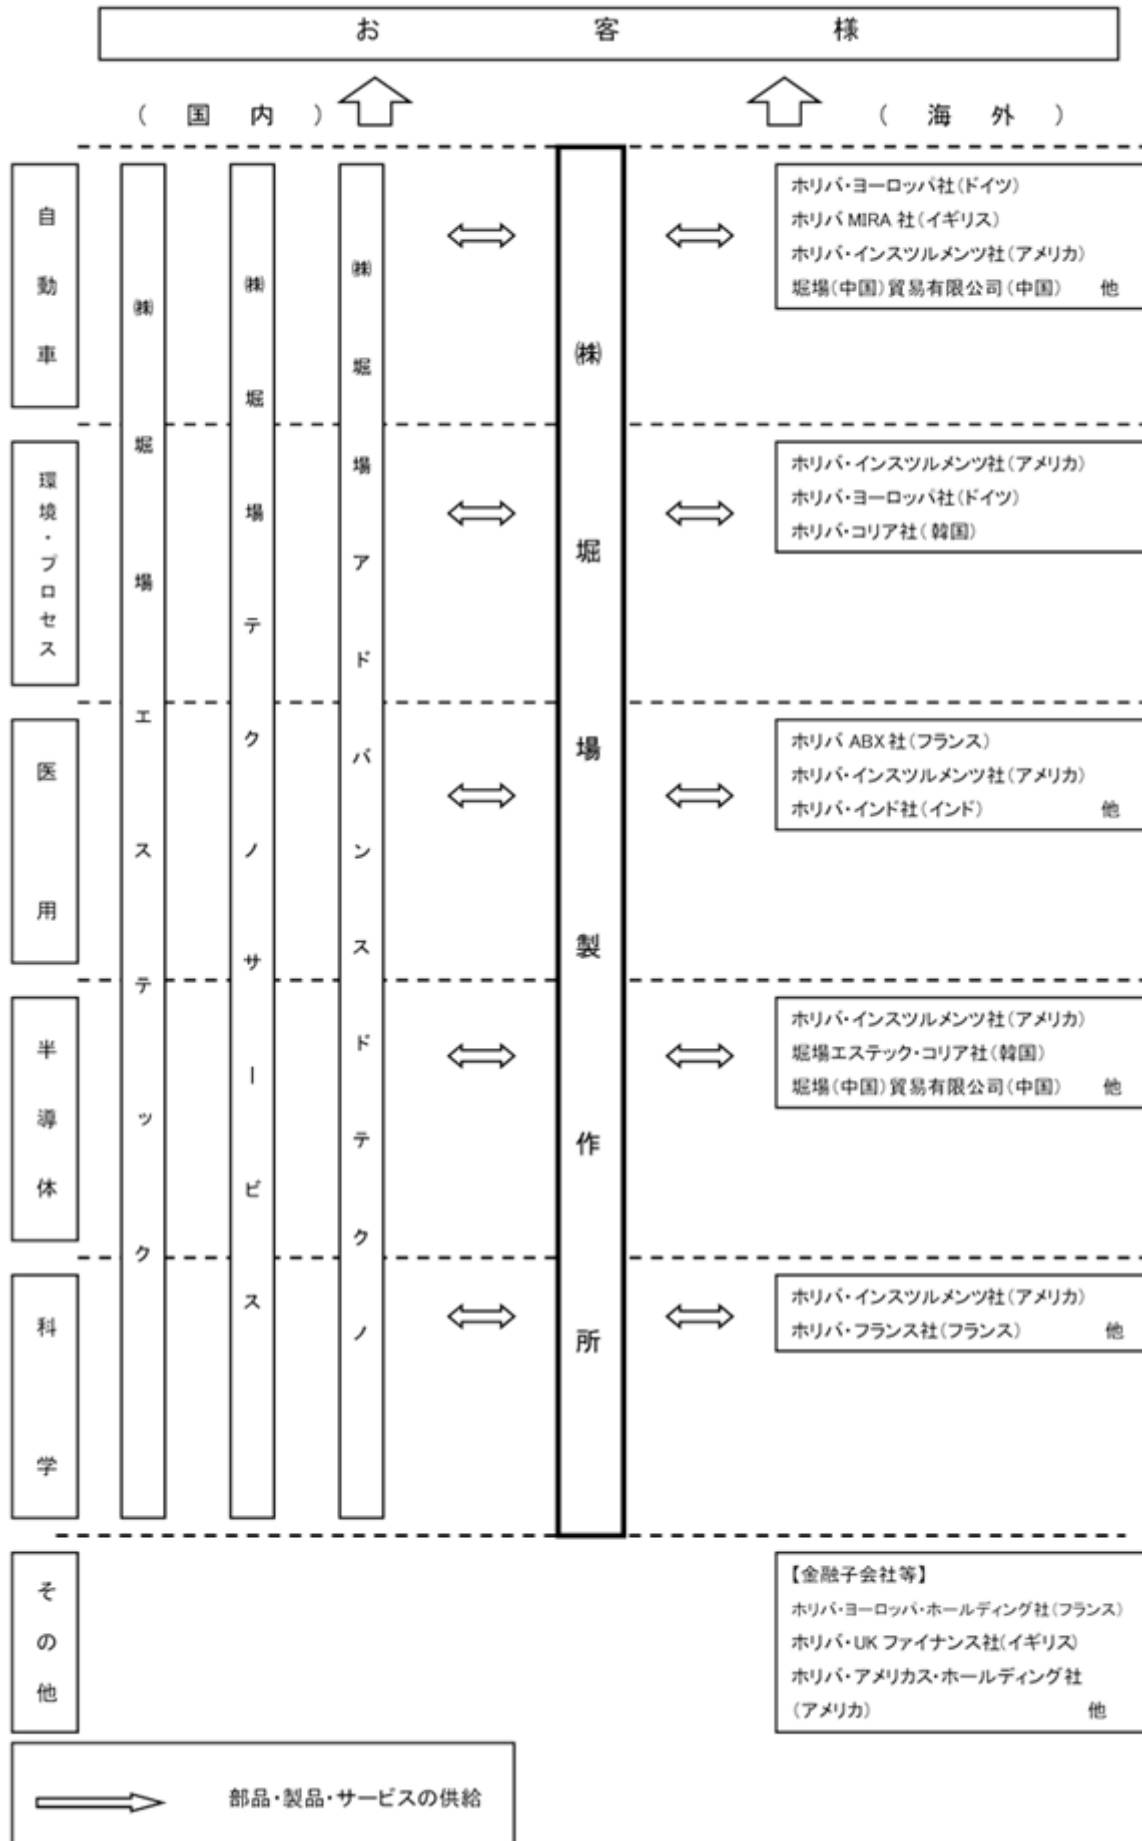 お客様
(国内)
(海外)
自動車
㈱堀場エステック
㈱堀場テクノサービス
㈱堀場アドバンスドテクノ
㈱堀場製作所
ホリバ・ヨーロッパ社(ドイツ)
ホリバ MIRA 社(イギリス)
ホリバ・インスツルメンツ社(アメリカ)
堀場(中国)貿易有限公司(中国) 他
環境・プロセス
ホリバ・インスツルメンツ社(アメリカ)
ホリバ・ヨーロッパ社(ドイツ)
ホリバ・コリア社(韓国)
医用
ホリバ ABX 社(フランス)
ホリバ・インスツルメンツ社(アメリカ)
ホリバ・インド社(インド) 他
半導体
ホリバ・インスツルメンツ社(アメリカ)
堀場エステック・コリア社(韓国)
堀場(中国)貿易有限公司(中国) 他
科学
ホリバ・インスツルメンツ社(アメリカ)
ホリバ・フランス社(フランス) 他
その他
【金融子会社等】
ホリバ・ヨーロッパ・ホールディング社(フランス)
ホリバ・UK ファイナンス社(イギリス)
ホリバ・アメリカス・ホールディング社
(アメリカ) 他
部品・製品・サービスの供給